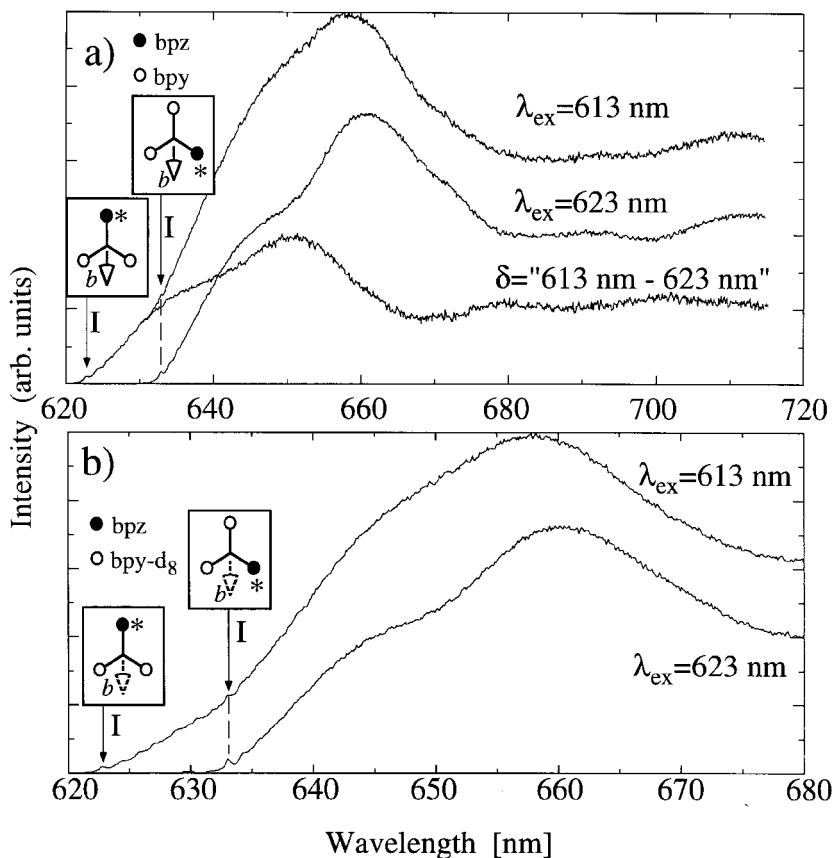 a)
● bpz
○ bpy
b
*
I
*
b
I
λex=613 nm
λex=623 nm
δ="613 nm - 623 nm"
620 640 660 680 700 720
Intensity (arb. units)
b)
● bpz
○ bpy-d8
b
*
I
*
b
I
λex=613 nm
λex=623 nm
620 630 640 650 660 670 680
Wavelength [nm]